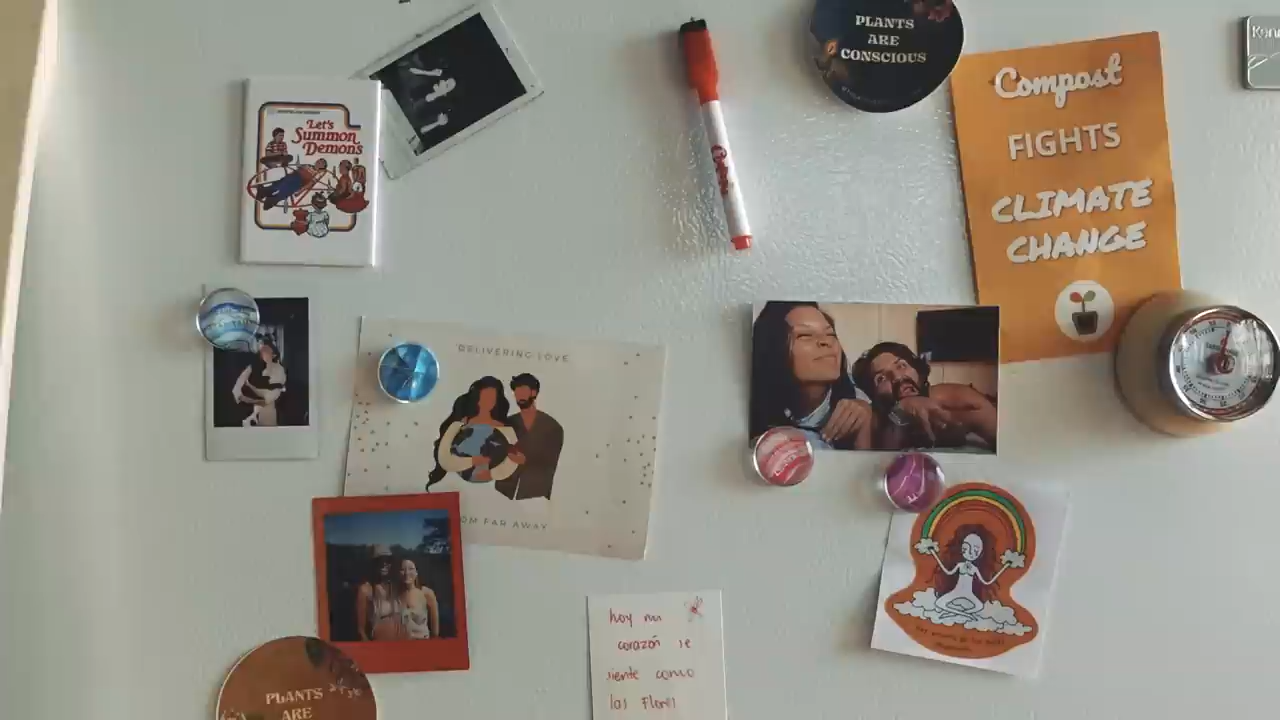 PLANTS
ARE
CONSCIOUS
Compost
FIGHTS
CLIMATE
CHANGE
Let's
Summon
Demons
DELIVERING LOVE
OM FAR AWAY
hoy mi
corazón se
siente como
las Flores
PLANTS
ARE